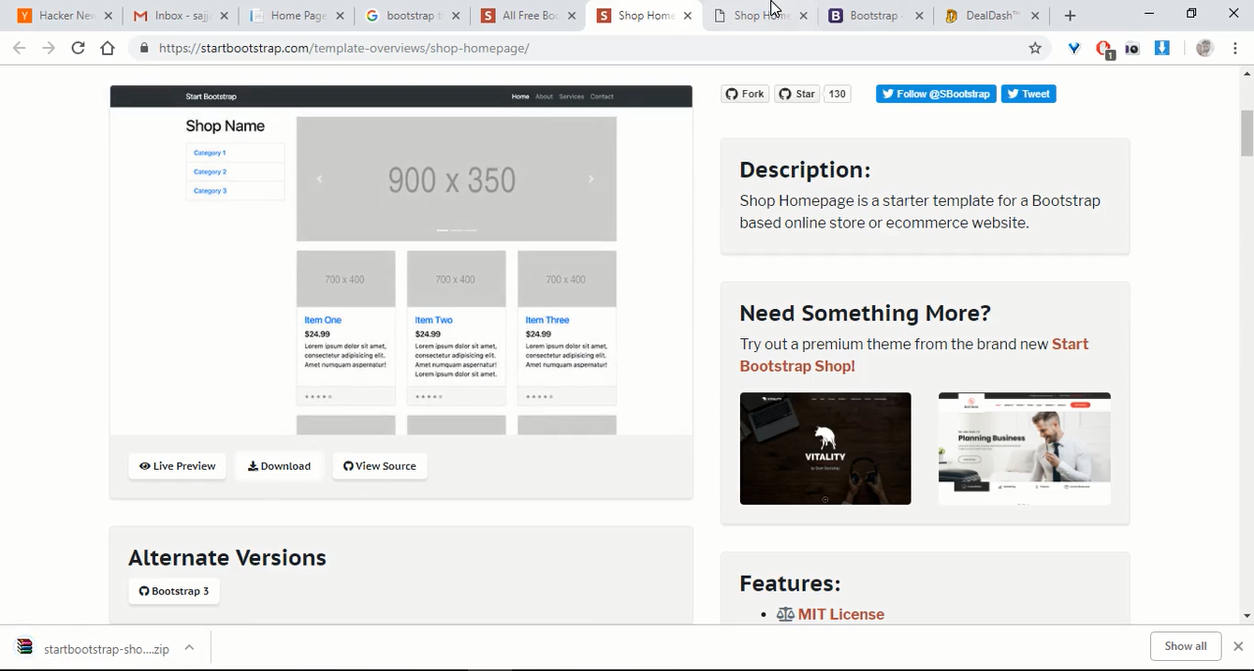 Hacker New
Inbox - sajj
Home Page
bootstrap t
All Free Boo
Shop Home
Shop Home
Bootstrap
DealDash™
https://startbootstrap.com/template-overviews/shop-homepage/
1
Start Bootstrap
Home About Services Contact
Shop Name
Category 1
Category 2
Category 3
900 x 350
700 x 400
700 x 400
700 x 400
Item One
$24.99
Lorem ipsum dolor sit amet,
consectetur adipisicing elit.
Amet numquam aspernatur!
Item Two
$24.99
Lorem ipsum dolor sit amet,
consectetur adipisicing elit.
Amet numquam aspernatur!
Lorem ipsum dolor sit amet.
Item Three
$24.99
Lorem ipsum dolor sit amet,
consectetur adipisicing elit.
Amet numquam aspernatur!
Live Preview
Download
View Source
Alternate Versions
Bootstrap 3
Fork
Star
130
Follow @SBootstrap
Tweet
Description:
Shop Homepage is a starter template for a Bootstrap
based online store or ecommerce website.
Need Something More?
Try out a premium theme from the brand new Start
Bootstrap Shop!
VITALITY
Planning Business
Features:
• MIT License
startbootstrap-sho....zip
Show all